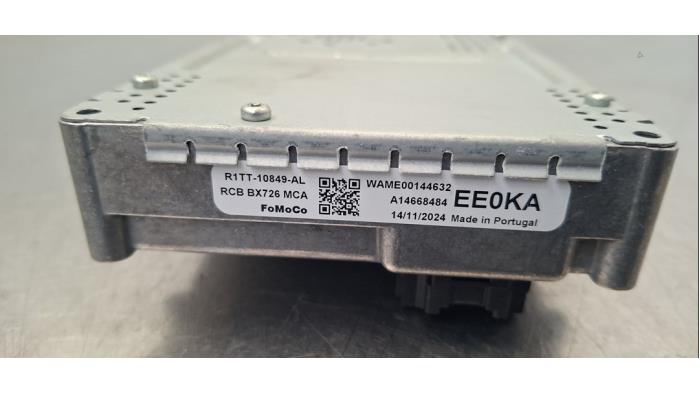 R1TT-10849-AL
RCB BX726 MCA
FoMoCo
WAME00144632
A14668484
14/11/2024 Made in Portugal
EE0KA